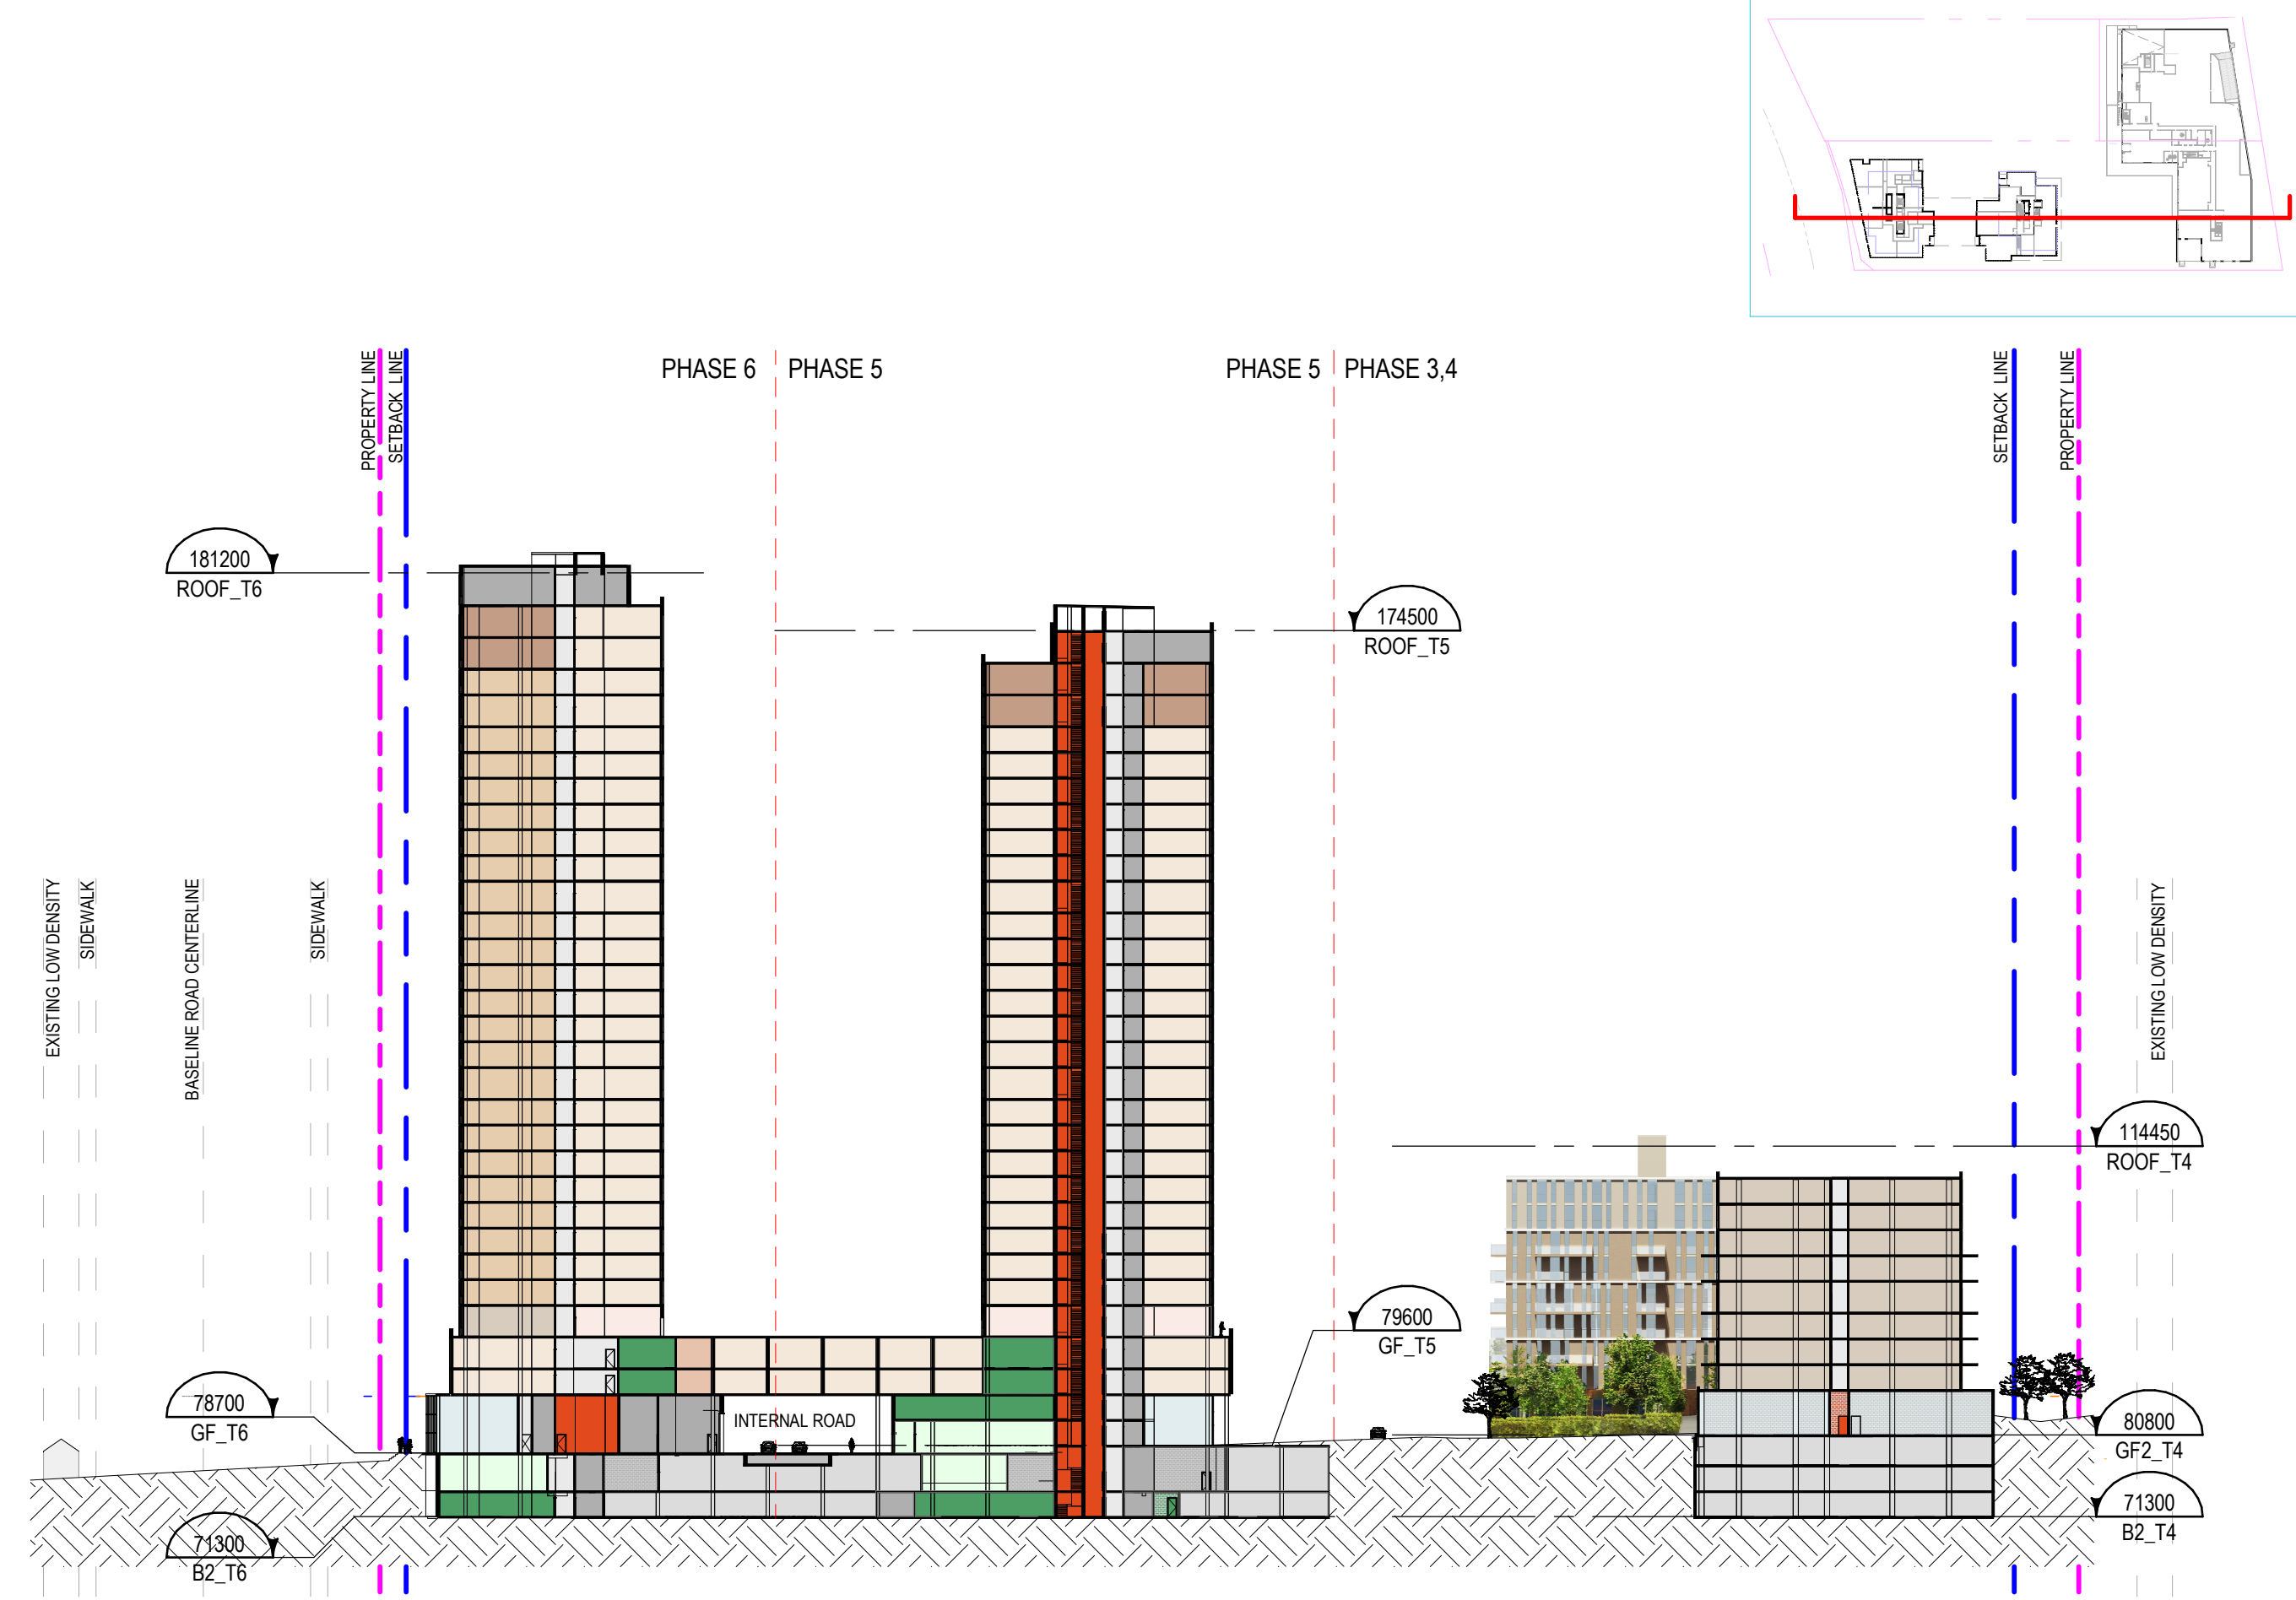 PROPERTY LINE
SETBACK LINE
PHASE 6
PHASE 5
PHASE 5
PHASE 3,4
SETBACK LINE
PROPERTY LINE
181200
ROOF_T6
174500
ROOF_T5
EXISTING LOW DENSITY
SIDEWALK
BASELINE ROAD CENTERLINE
SIDEWALK
EXISTING LOW DENSITY
114450
ROOF_T4
79600
GF_T5
78700
GF_T6
INTERNAL ROAD
80800
GF2_T4
71300
B2_T6
71300
B2_T4